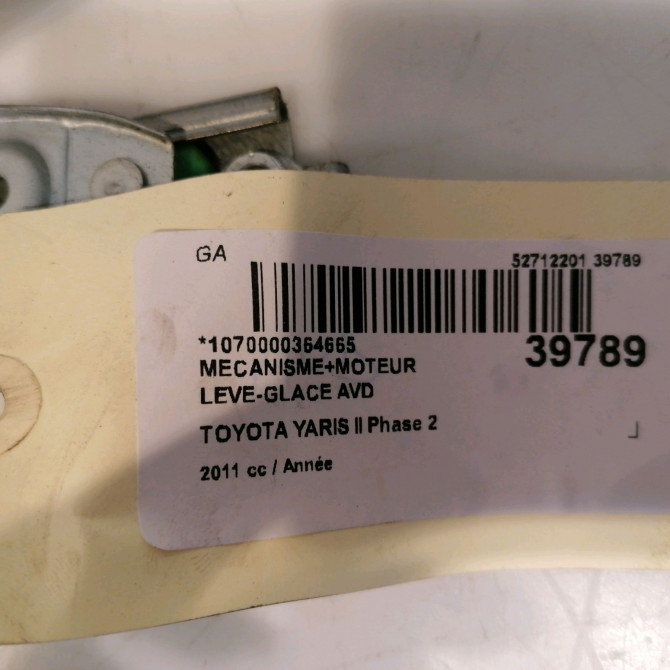 GA
52712201 39789
*1070000364665
39789
MECANISME+MOTEUR
LEVE-GLACE AVD
TOYOTA YARIS II Phase 2
2011 cc / Année